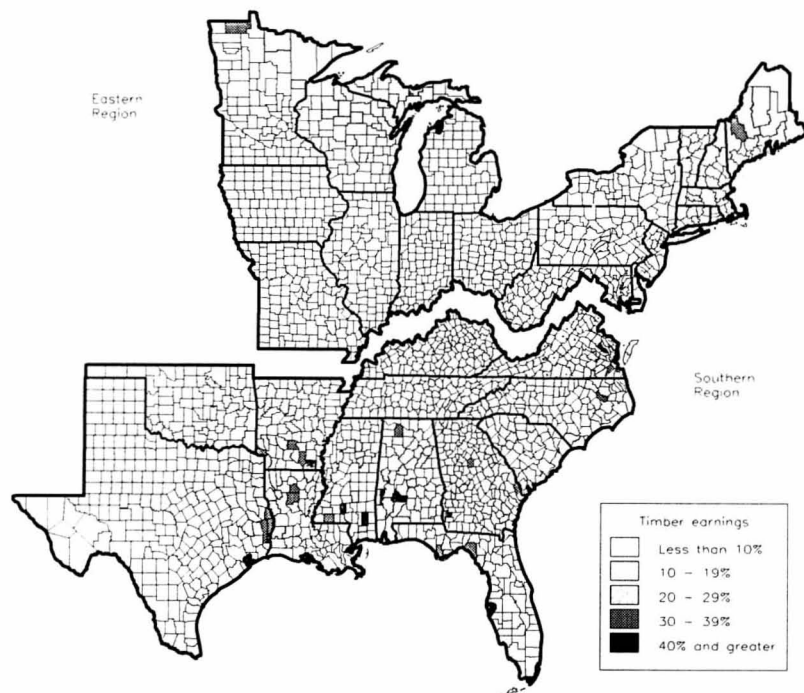 Eastern
Region
Southern
Region
Timber earnings
Less than 10%
10 - 19%
20 - 29%
30 - 39%
40% and greater